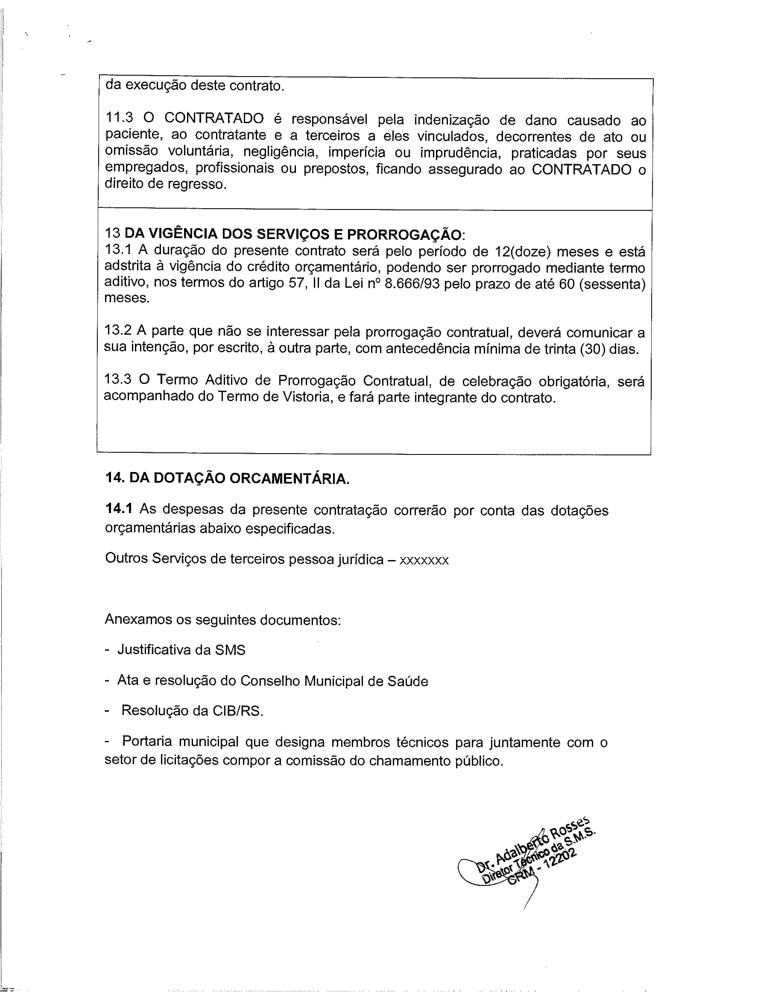 da execução deste contrato.
11.3 O CONTRATADO é responsável pela indenização de dano causado ao
paciente, ao contratante e a terceiros a eles vinculados, decorrentes de ato ou
omissão voluntária, negligência, imperícia ou imprudência, praticadas por seus
empregados, profissionais ou prepostos, ficando assegurado ao CONTRATADO o
direito de regresso.
13 DA VIGÊNCIA DOS SERVIÇOS E PRORROGAÇÃO:
13.1 A duração do presente contrato será pelo período de 12(doze) meses e está
adstrita à vigência do crédito orçamentário, podendo ser prorrogado mediante termo
aditivo, nos termos do artigo 57, II da Lei nº 8.666/93 pelo prazo de até 60 (sessenta)
meses.
13.2 A parte que não se interessar pela prorrogação contratual, deverá comunicar a
sua intenção, por escrito, à outra parte, com antecedência mínima de trinta (30) dias.
13.3 O Termo Aditivo de Prorrogação Contratual, de celebração obrigatória, será
acompanhado do Termo de Vistoria, e fará parte integrante do contrato.
14. DA DOTAÇÃO ORCAMENTÁRIA.
14.1 As despesas da presente contratação correrão por conta das dotações
orçamentárias abaixo especificadas.
Outros Serviços de terceiros pessoa jurídica – xxxxxxx
Anexamos os seguintes documentos:
- Justificativa da SMS
- Ata e resolução do Conselho Municipal de Saúde
- Resolução da CIB/RS.
- Portaria municipal que designa membros técnicos para juntamente com o
setor de licitações compor a comissão do chamamento público.
Dr. Adalberto Rosses
Diretor Técnico da S.M.S.
CRM - 12202